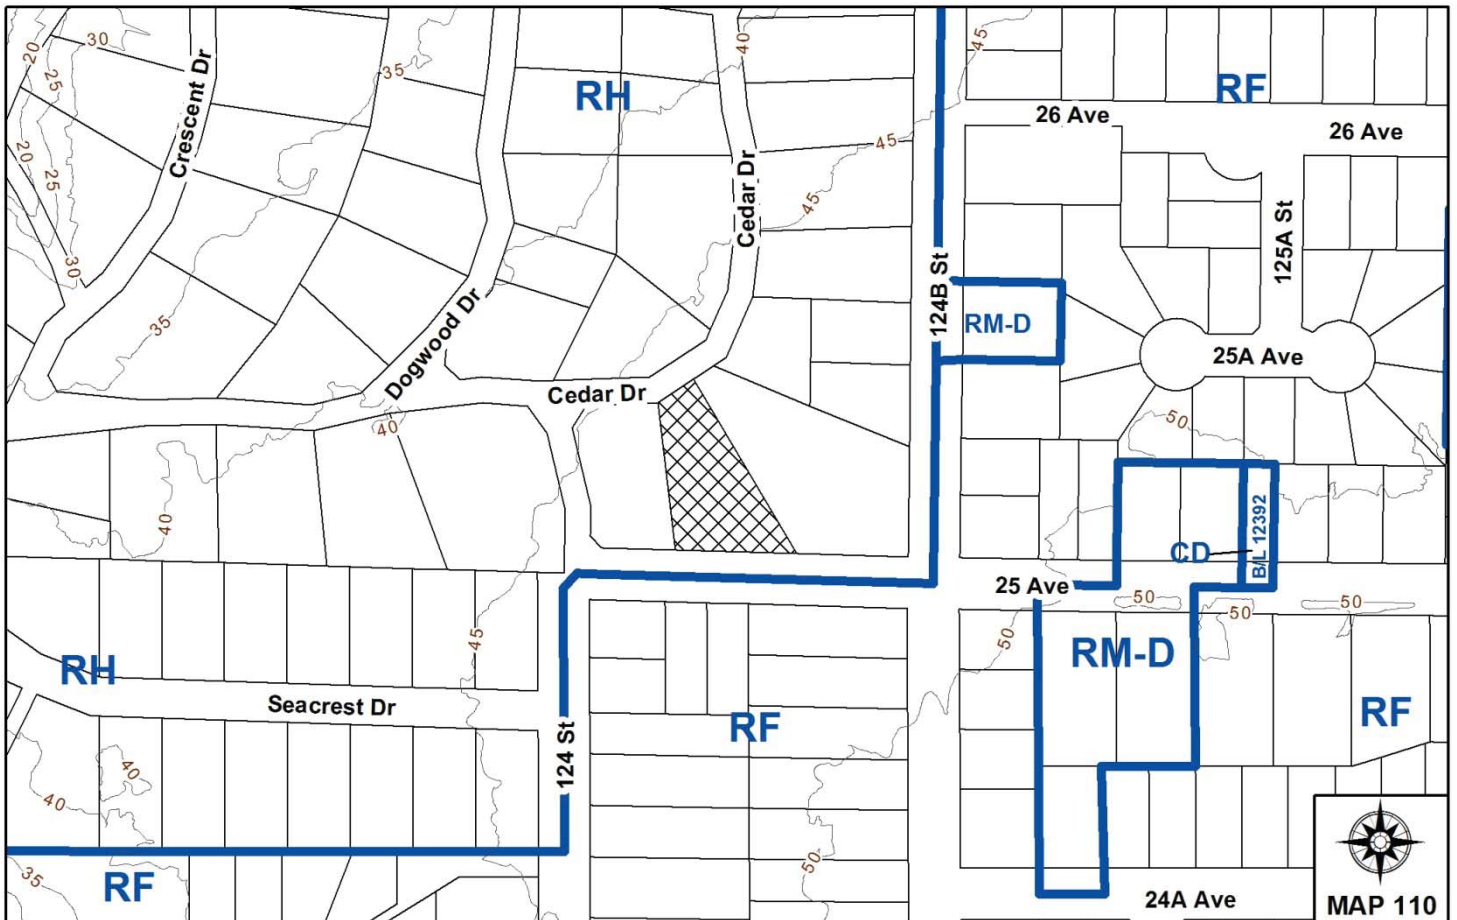 30
20
25
Crescent Dr
35
RH
40
45
RF
26 Ave
26 Ave
45
20
25
Cedar Dr
45
125A St
30
124B St
35
Dogwood Dr
RM-D
25A Ave
Cedar Dr
40
50
40
CD
B/L 12392
25 Ave
50
50
50
45
50
RH
RM-D
Seacrest Dr
RF
RF
124 St
40
40
50
35
RF
24A Ave
MAP 110